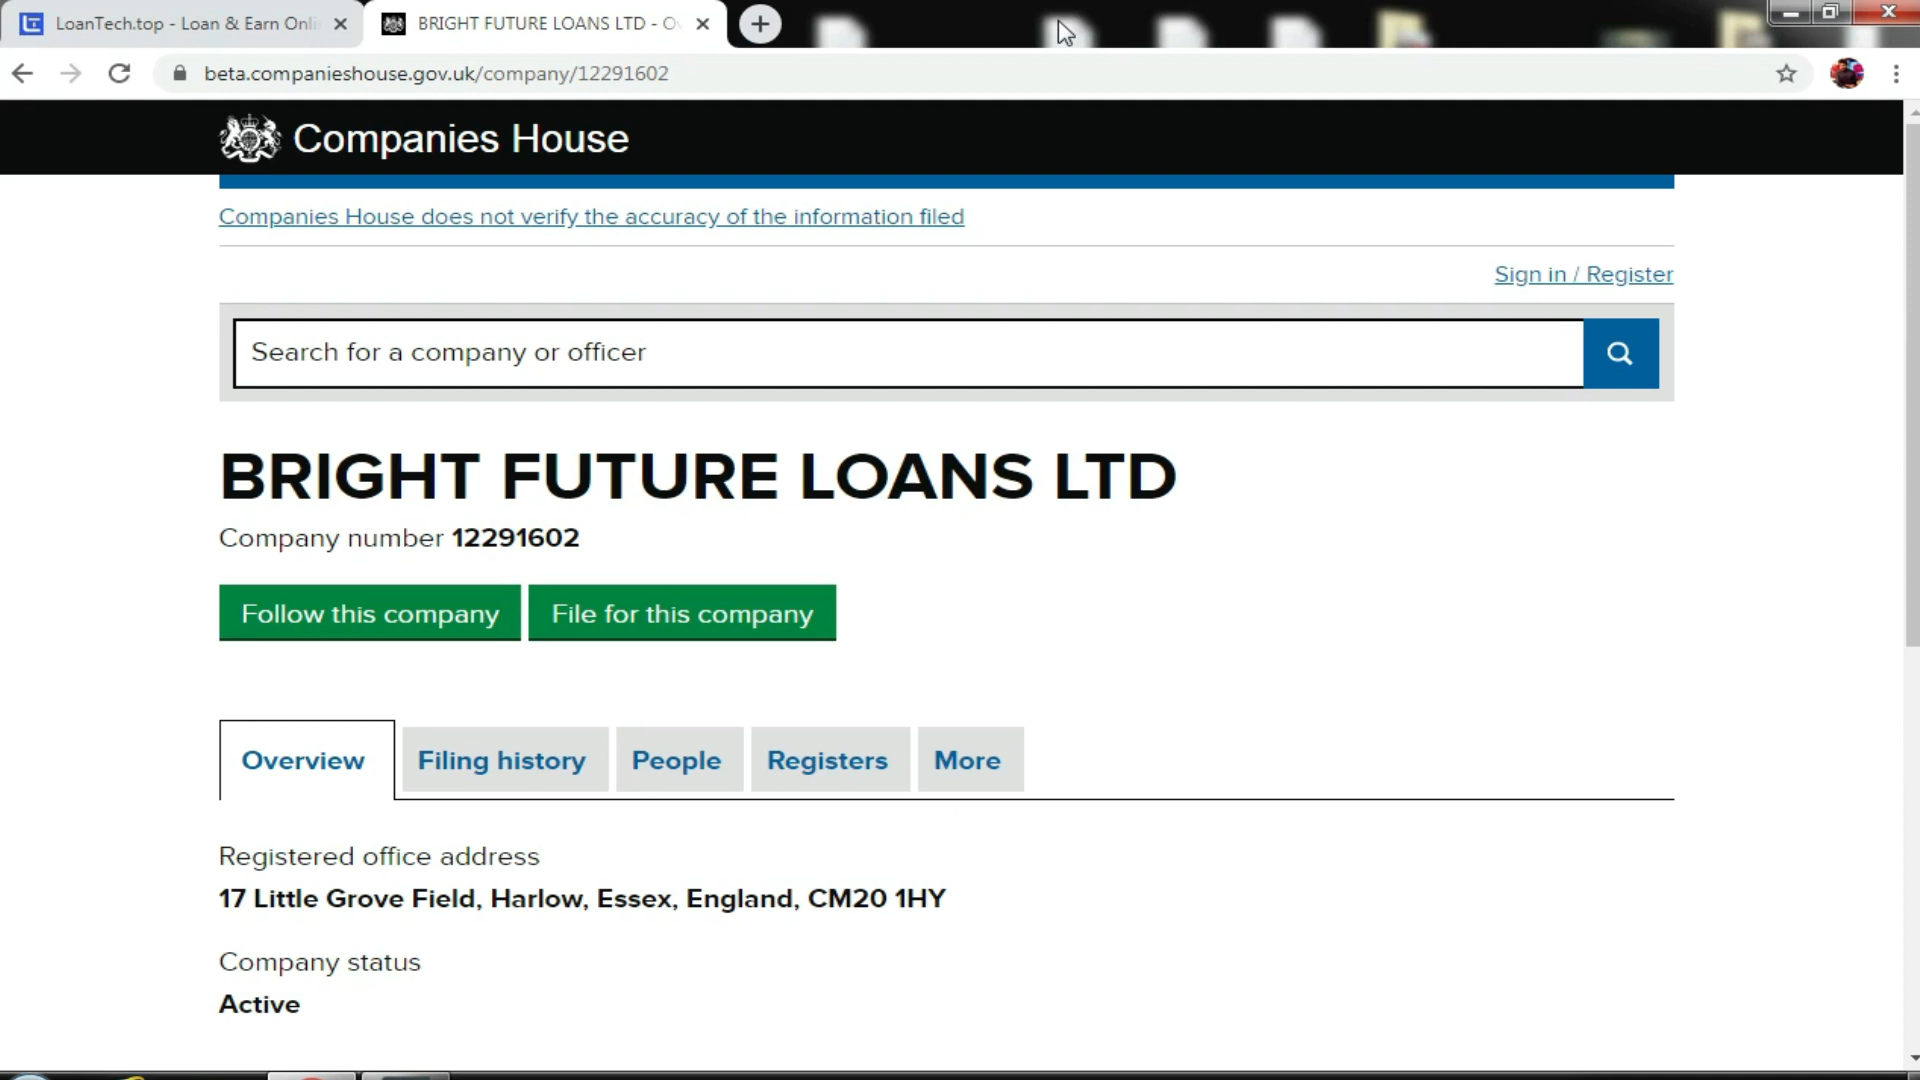 LoanTech.top - Loan & Earn Onli
BRIGHT FUTURE LOANS LTD - O
beta.companieshouse.gov.uk/company/12291602
Companies House
Companies House does not verify the accuracy of the information filed
Sign in / Register
Search for a company or officer
BRIGHT FUTURE LOANS LTD
Company number 12291602
Follow this company
File for this company
Overview
Filing history
People
Registers
More
Registered office address
17 Little Grove Field, Harlow, Essex, England, CM20 1HY
Company status
Active